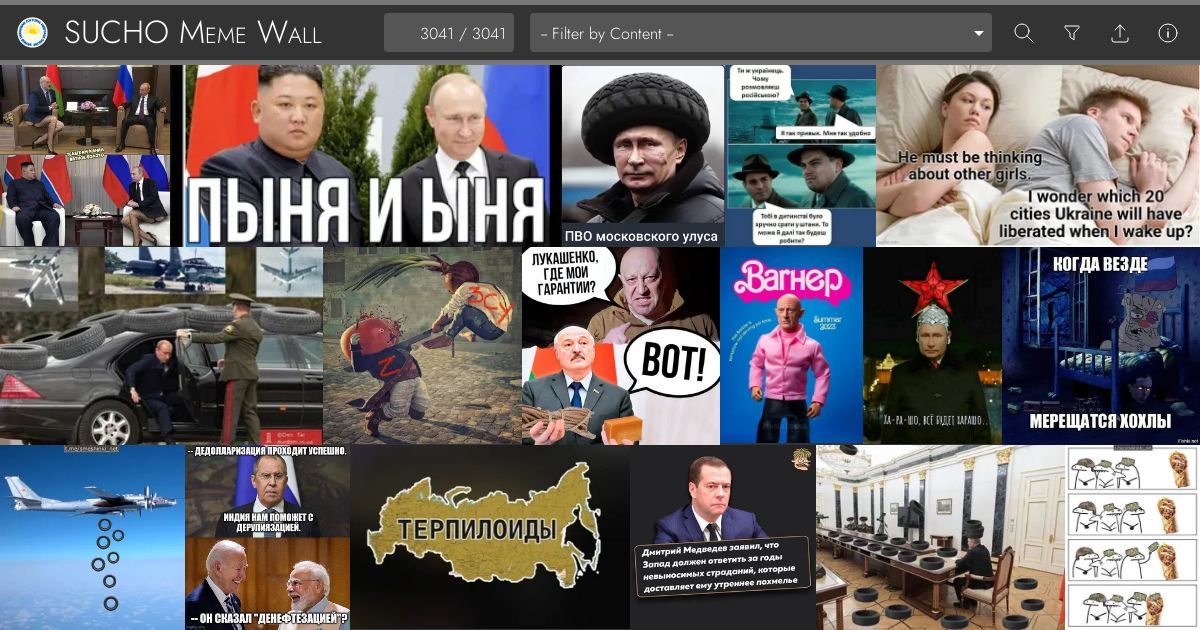 SUCHO Meme Wall
3041 / 3041
– Filter by Content –
ПЫНЯ И ЫНЯ
ПВО московского улуса
Ти ж українець.
Чому
розмовляєш
російською?
Я так привык. Мне так удобно
Тобі в дитинстві було
зручно срати у штани. То
може й далі так будеш
робити?
He must be thinking
about other girls.
I wonder which 20
cities Ukraine will have
liberated when I wake up?
ЗСУ
Z
ЛУКАШЕНКО,
ГДЕ МОИ
ГАРАНТИИ?
ВОТ!
Вагнер
Summer
2023
ХА-РА-ШО, ВСЁ БУДЕТ ХАРАШО...
КОГДА ВЕЗДЕ
МЕРЕЩАТСЯ ХОХЛЫ
-- ДЕДОЛЛАРИЗАЦИЯ ПРОХОДИТ УСПЕШНО.
ИНДИЯ НАМ ПОМОЖЕТ С
ДЕРУПИЯЗАЦИЕЙ.
-- ОН СКАЗАЛ "ДЕНЕФТЕЗАЦИЕЙ"?
ТЕРПИЛОИДЫ
Дмитрий Медведев заявил, что
Запад должен ответить за годы
невыносимых страданий, которые
доставляет ему утреннее похмелье